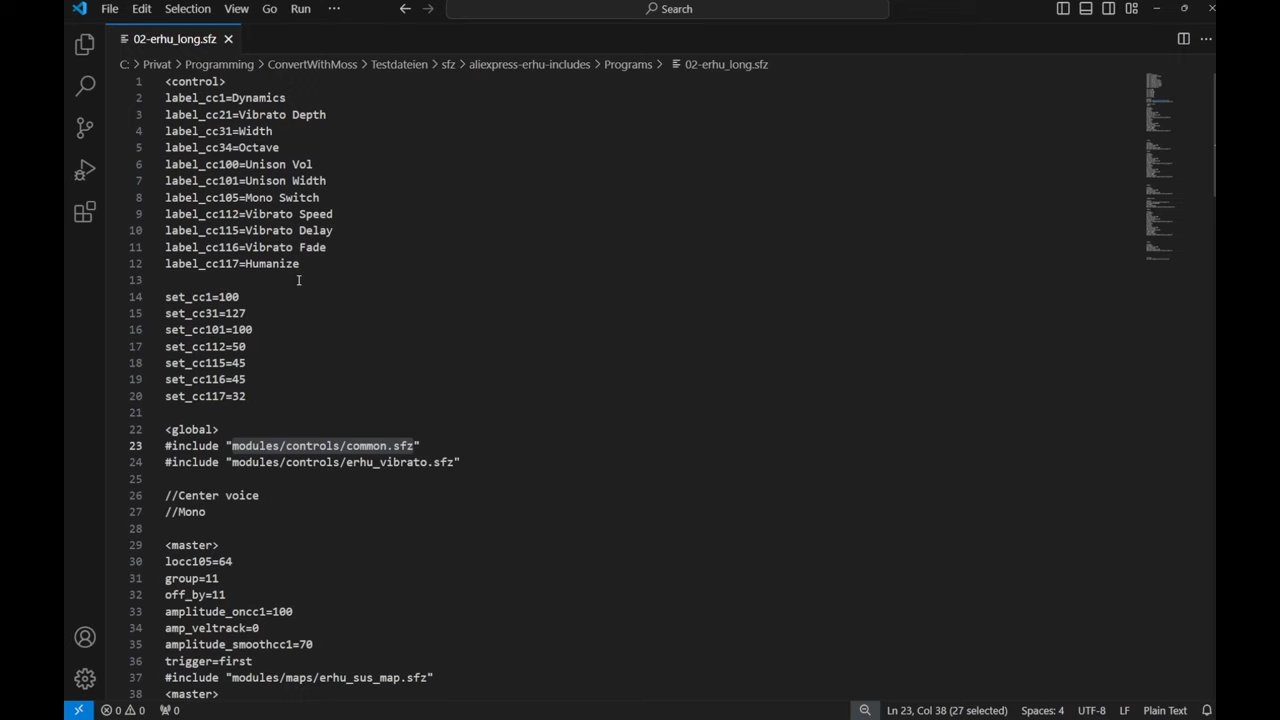 File Edit Selection View Go Run ··· Search
02-erhu_long.sfz
C: > Privat > Programming > ConvertWithMoss > Testdateien > sfz > aliexpress-erhu-includes > Programs > 02-erhu_long.sfz
1 <control>
2 label_cc1=Dynamics
3 label_cc21=Vibrato Depth
4 label_cc31=Width
5 label_cc34=Octave
6 label_cc100=Unison Vol
7 label_cc101=Unison Width
8 label_cc105=Mono Switch
9 label_cc112=Vibrato Speed
10 label_cc115=Vibrato Delay
11 label_cc116=Vibrato Fade
12 label_cc117=Humanize
13
14 set_cc1=100
15 set_cc31=127
16 set_cc101=100
17 set_cc112=50
18 set_cc115=45
19 set_cc116=45
20 set_cc117=32
21
22 <global>
23 #include "modules/controls/common.sfz"
24 #include "modules/controls/erhu_vibrato.sfz"
25
26 //Center voice
27 //Mono
28
29 <master>
30 locc105=64
31 group=11
32 off_by=11
33 amplitude_oncc1=100
34 amp_veltrack=0
35 amplitude_smoothcc1=70
36 trigger=first
37 #include "modules/maps/erhu_sus_map.sfz"
38 <master>
0 0 0 Ln 23, Col 38 (27 selected) Spaces: 4 UTF-8 LF Plain Text